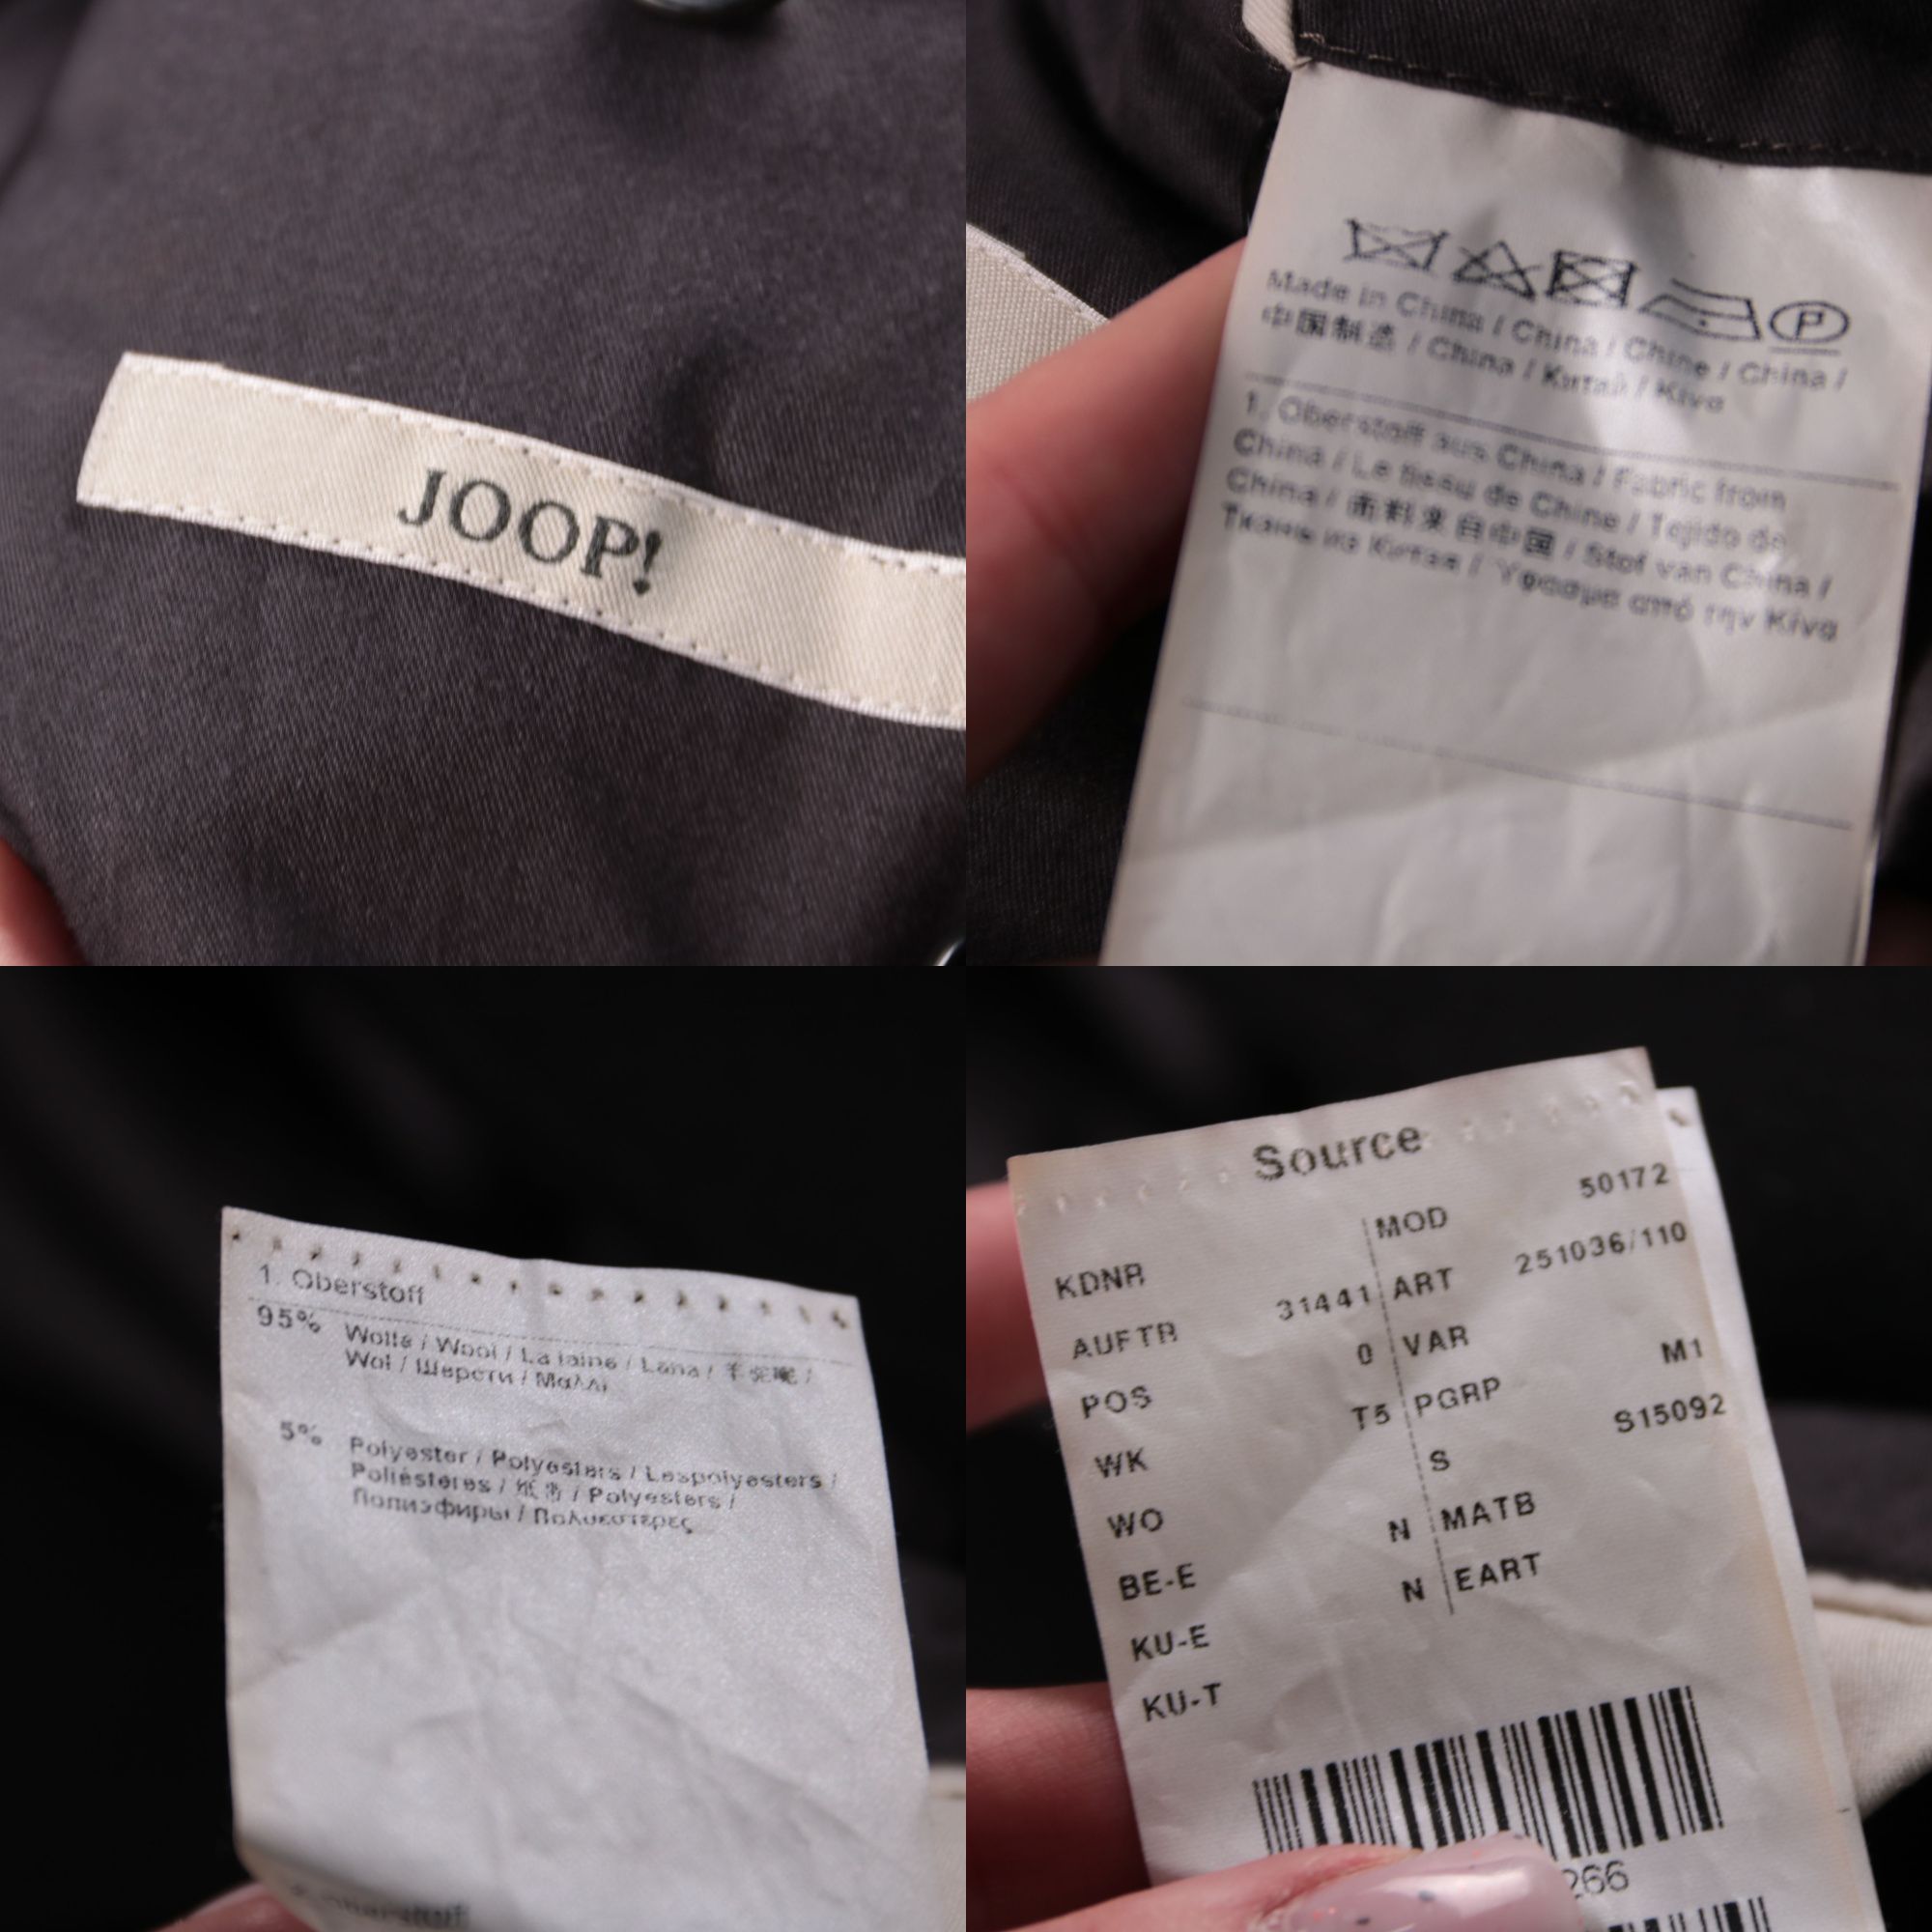 JOOP!
P
Made in China / China / Chine / China /
中国制造 / China / Китай / Κίνα
1. Oberstoff aus China / Fabric from
China / Le tissu de Chine / Tejido de
China / 面料来自中国 / Stof van China /
Ткань из Китая / Ύφασμα από την Κίνα
1. Oberstoff
95% Wolle / Wool / La laine / Lana /
Wol / Шерсти / Μαλλί
5% Polyester / Polyesters / Lespolyesters /
Poliésteres / / Polyesters /
Полиэфиры / Πολυεστερες
Source
KDNR MOD 50172
AUFTR 31441 ART 251036/110
POS 0 VAR
WK T5 PGRP M1
WO S S15092
BE-E N MATB
KU-E N EART
KU-T
266